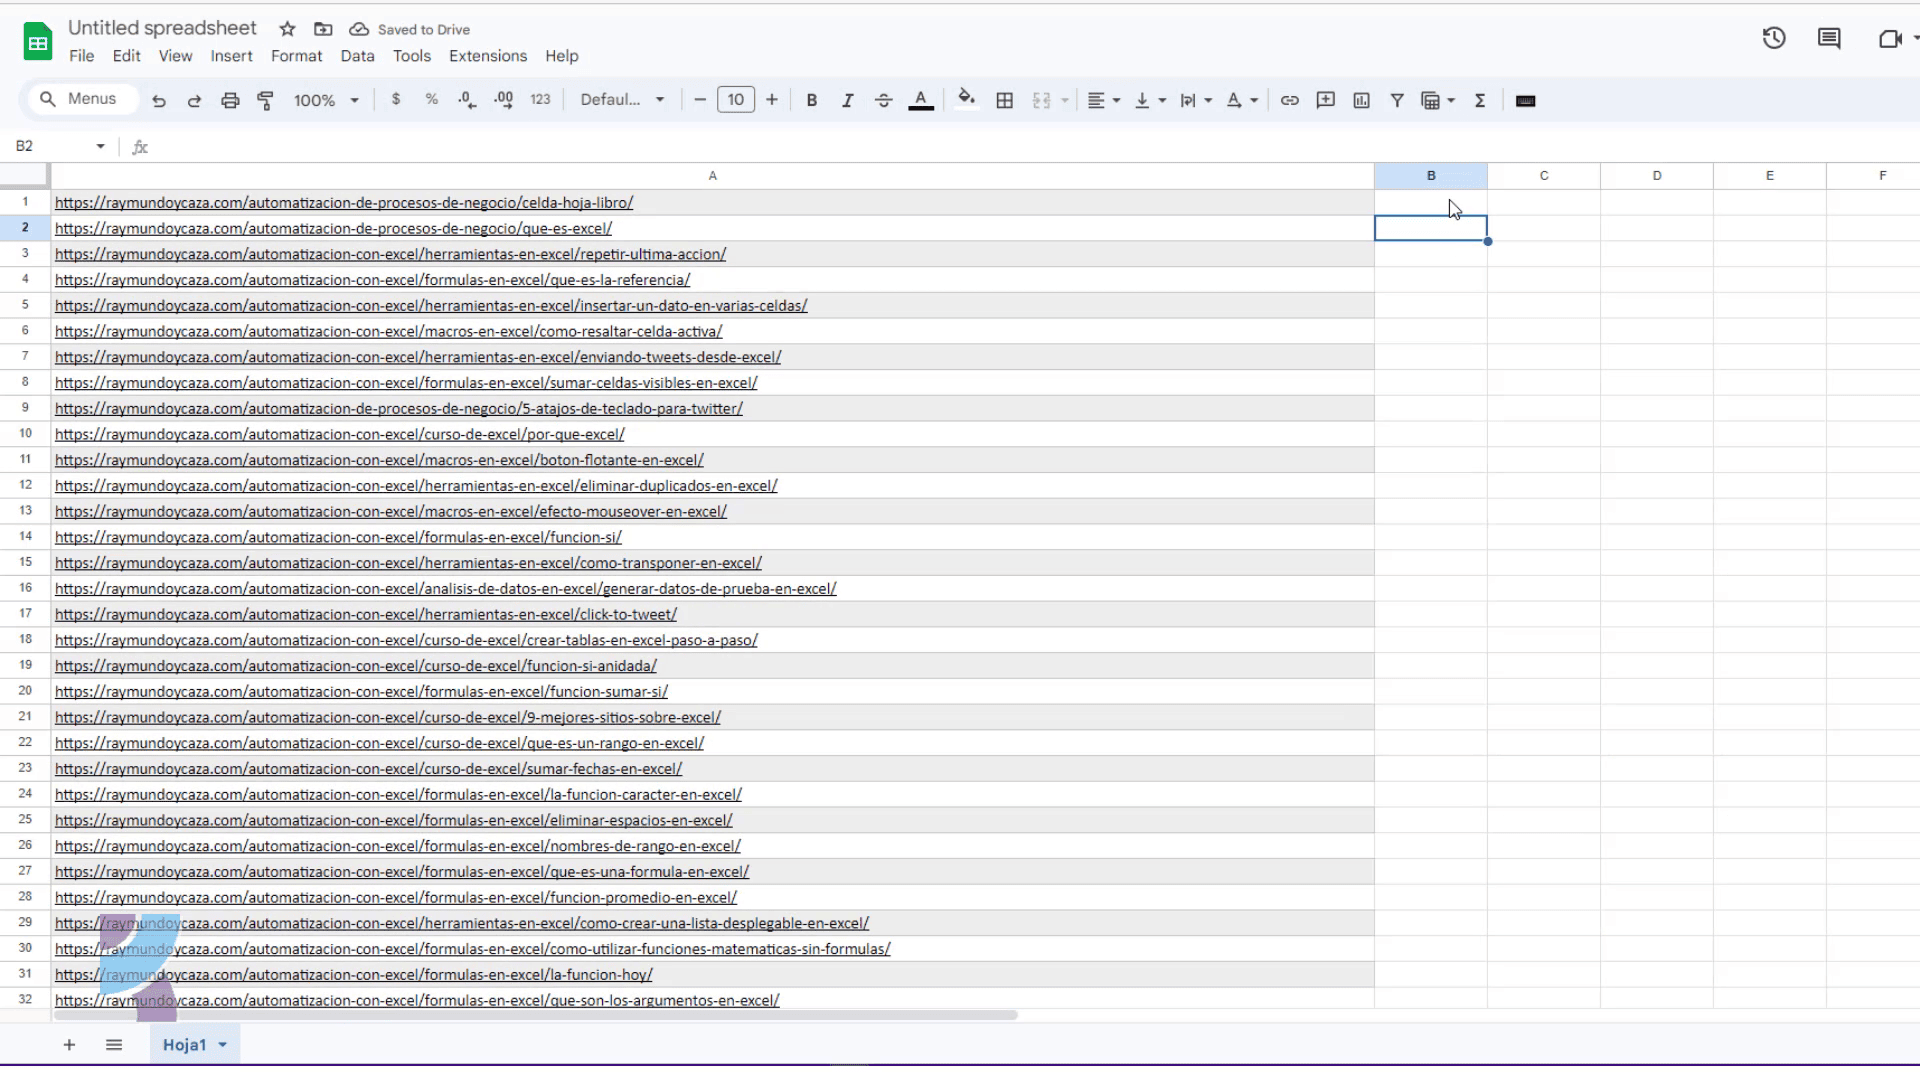 Untitled spreadsheet Saved to Drive
File Edit View Insert Format Data Tools Extensions Help
Menus 100% $ % .0 .00 123 Defaul... − 10 + B I S A Σ
B2 fx
A B C D E F
1 https://raymundoycaza.com/automatizacion-de-procesos-de-negocio/celda-hoja-libro/
2 https://raymundoycaza.com/automatizacion-de-procesos-de-negocio/que-es-excel/
3 https://raymundoycaza.com/automatizacion-con-excel/herramientas-en-excel/repetir-ultima-accion/
4 https://raymundoycaza.com/automatizacion-con-excel/formulas-en-excel/que-es-la-referencia/
5 https://raymundoycaza.com/automatizacion-con-excel/herramientas-en-excel/insertar-un-dato-en-varias-celdas/
6 https://raymundoycaza.com/automatizacion-con-excel/macros-en-excel/como-resaltar-celda-activa/
7 https://raymundoycaza.com/automatizacion-con-excel/herramientas-en-excel/enviando-tweets-desde-excel/
8 https://raymundoycaza.com/automatizacion-con-excel/formulas-en-excel/sumar-celdas-visibles-en-excel/
9 https://raymundoycaza.com/automatizacion-de-procesos-de-negocio/5-atajos-de-teclado-para-twitter/
10 https://raymundoycaza.com/automatizacion-con-excel/curso-de-excel/por-que-excel/
11 https://raymundoycaza.com/automatizacion-con-excel/macros-en-excel/boton-flotante-en-excel/
12 https://raymundoycaza.com/automatizacion-con-excel/herramientas-en-excel/eliminar-duplicados-en-excel/
13 https://raymundoycaza.com/automatizacion-con-excel/macros-en-excel/efecto-mouseover-en-excel/
14 https://raymundoycaza.com/automatizacion-con-excel/formulas-en-excel/funcion-si/
15 https://raymundoycaza.com/automatizacion-con-excel/herramientas-en-excel/como-transponer-en-excel/
16 https://raymundoycaza.com/automatizacion-con-excel/analisis-de-datos-en-excel/generar-datos-de-prueba-en-excel/
17 https://raymundoycaza.com/automatizacion-con-excel/herramientas-en-excel/click-to-tweet/
18 https://raymundoycaza.com/automatizacion-con-excel/curso-de-excel/crear-tablas-en-excel-paso-a-paso/
19 https://raymundoycaza.com/automatizacion-con-excel/curso-de-excel/funcion-si-anidada/
20 https://raymundoycaza.com/automatizacion-con-excel/formulas-en-excel/funcion-sumar-si/
21 https://raymundoycaza.com/automatizacion-con-excel/curso-de-excel/9-mejores-sitios-sobre-excel/
22 https://raymundoycaza.com/automatizacion-con-excel/curso-de-excel/que-es-un-rango-en-excel/
23 https://raymundoycaza.com/automatizacion-con-excel/curso-de-excel/sumar-fechas-en-excel/
24 https://raymundoycaza.com/automatizacion-con-excel/formulas-en-excel/la-funcion-caracter-en-excel/
25 https://raymundoycaza.com/automatizacion-con-excel/formulas-en-excel/eliminar-espacios-en-excel/
26 https://raymundoycaza.com/automatizacion-con-excel/formulas-en-excel/nombres-de-rango-en-excel/
27 https://raymundoycaza.com/automatizacion-con-excel/formulas-en-excel/que-es-una-formula-en-excel/
28 https://raymundoycaza.com/automatizacion-con-excel/formulas-en-excel/funcion-promedio-en-excel/
29 https://raymundoycaza.com/automatizacion-con-excel/herramientas-en-excel/como-crear-una-lista-desplegable-en-excel/
30 https://raymundoycaza.com/automatizacion-con-excel/formulas-en-excel/como-utilizar-funciones-matematicas-sin-formulas/
31 https://raymundoycaza.com/automatizacion-con-excel/formulas-en-excel/la-funcion-hoy/
32 https://raymundoycaza.com/automatizacion-con-excel/formulas-en-excel/que-son-los-argumentos-en-excel/
Hoja1